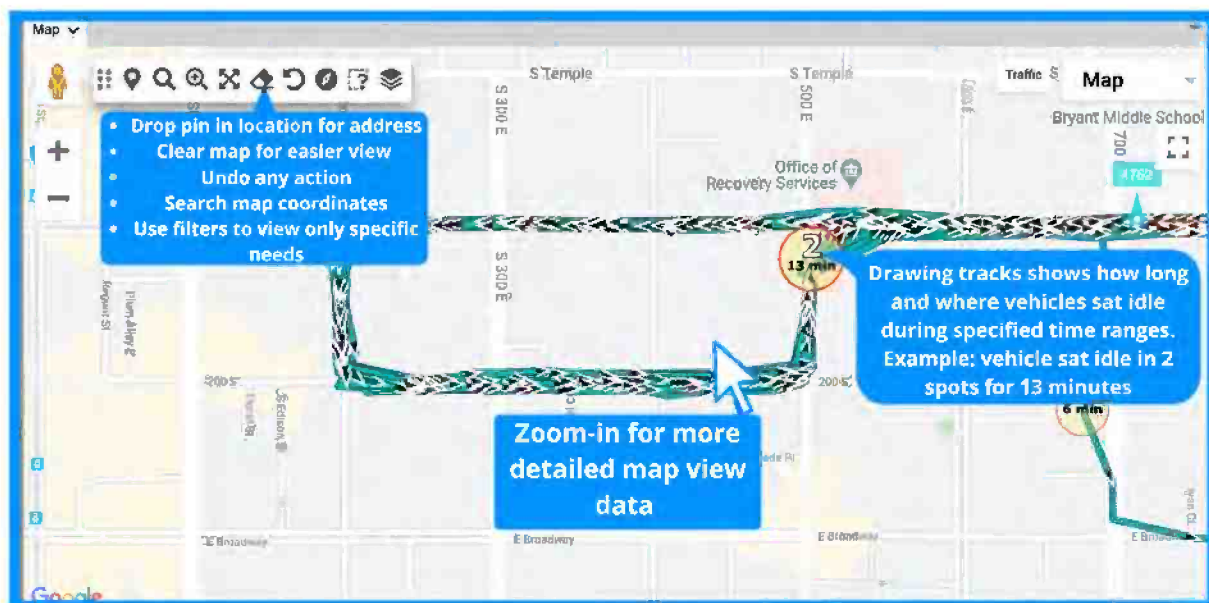 Map
S Temple
S Temple
Traffic
Map
Bryant Middle School
S 300 E
500 E
700
Drop pin in location for address
Clear map for easier view
Undo any action
Search map coordinates
Use filters to view only specific
needs
Office of
Recovery Services
2
13 min
S 300 E
Drawing tracks shows how long
and where vehicles sat idle
during specified time ranges.
Example: vehicle sat idle in 2
spots for 13 minutes
200 S
200 S
6 min
Zoom-in for more
detailed map view
data
E Broadway
E Broadway
Google